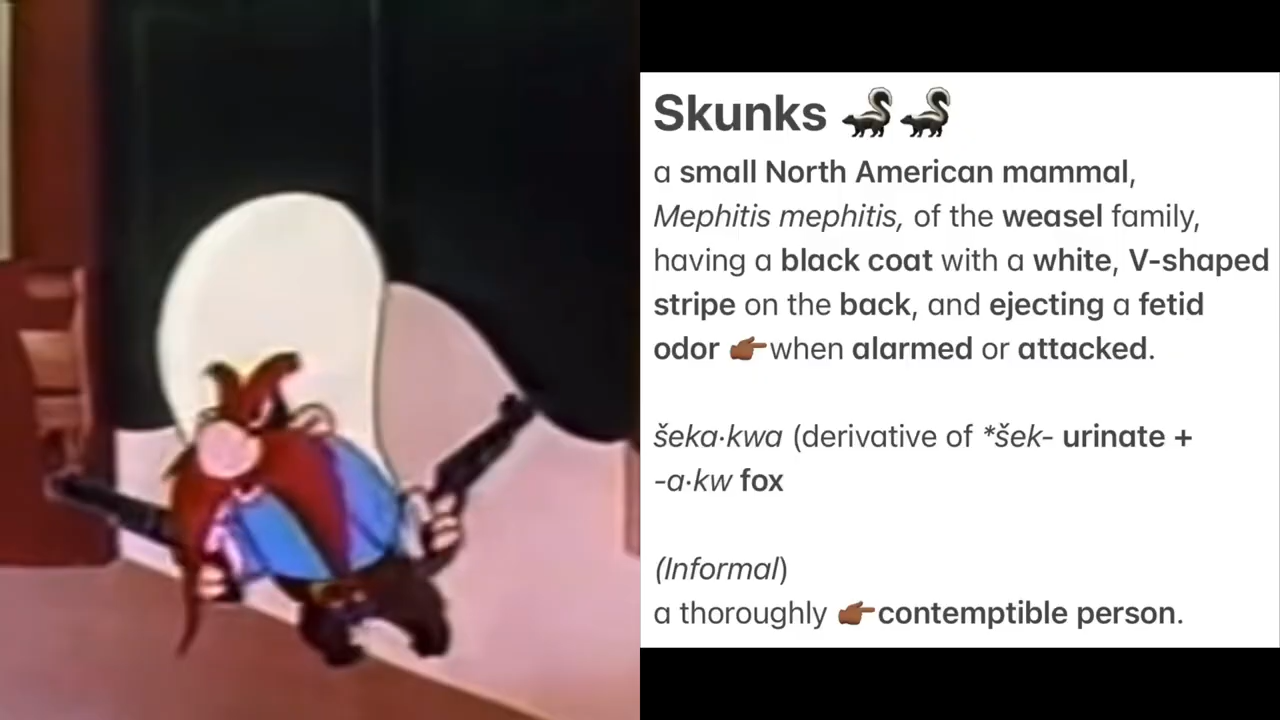 Skunks 🦨🦨
a small North American mammal,
Mephitis mephitis, of the weasel family,
having a black coat with a white, V-shaped
stripe on the back, and ejecting a fetid
odor 👉🏾when alarmed or attacked.
šeka·kwa (derivative of *šek- urinate +
-a·kw fox
(Informal)
a thoroughly 👉🏾contemptible person.